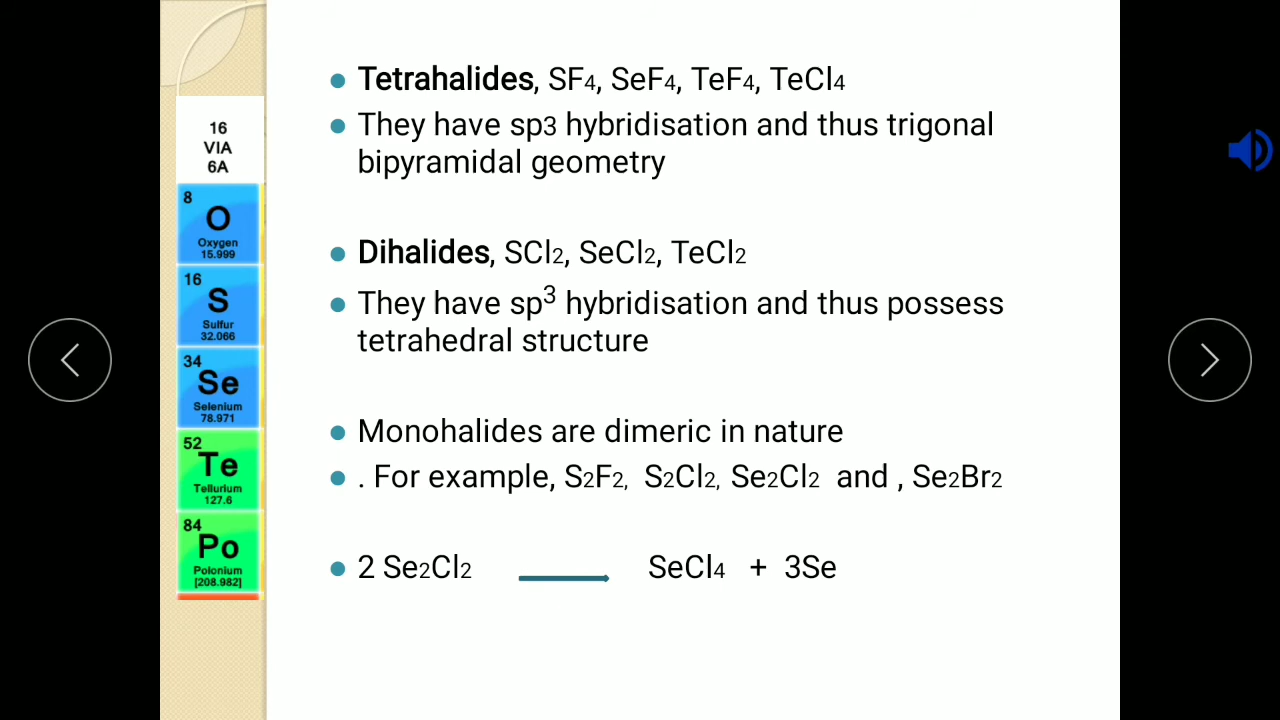 16
VIA
6A
8
O
Oxygen
15.999
16
S
Sulfur
32.066
34
Se
Selenium
78.971
52
Te
Tellurium
127.6
84
Po
Polonium
[208.982]
Tetrahalides, SF4, SeF4, TeF4, TeCl4
They have sp3 hybridisation and thus trigonal
bipyramidal geometry
Dihalides, SCl2, SeCl2, TeCl2
They have sp³ hybridisation and thus possess
tetrahedral structure
Monohalides are dimeric in nature
. For example, S2F2, S2Cl2, Se2Cl2 and , Se2Br2
2 Se2Cl2 → SeCl4 + 3Se